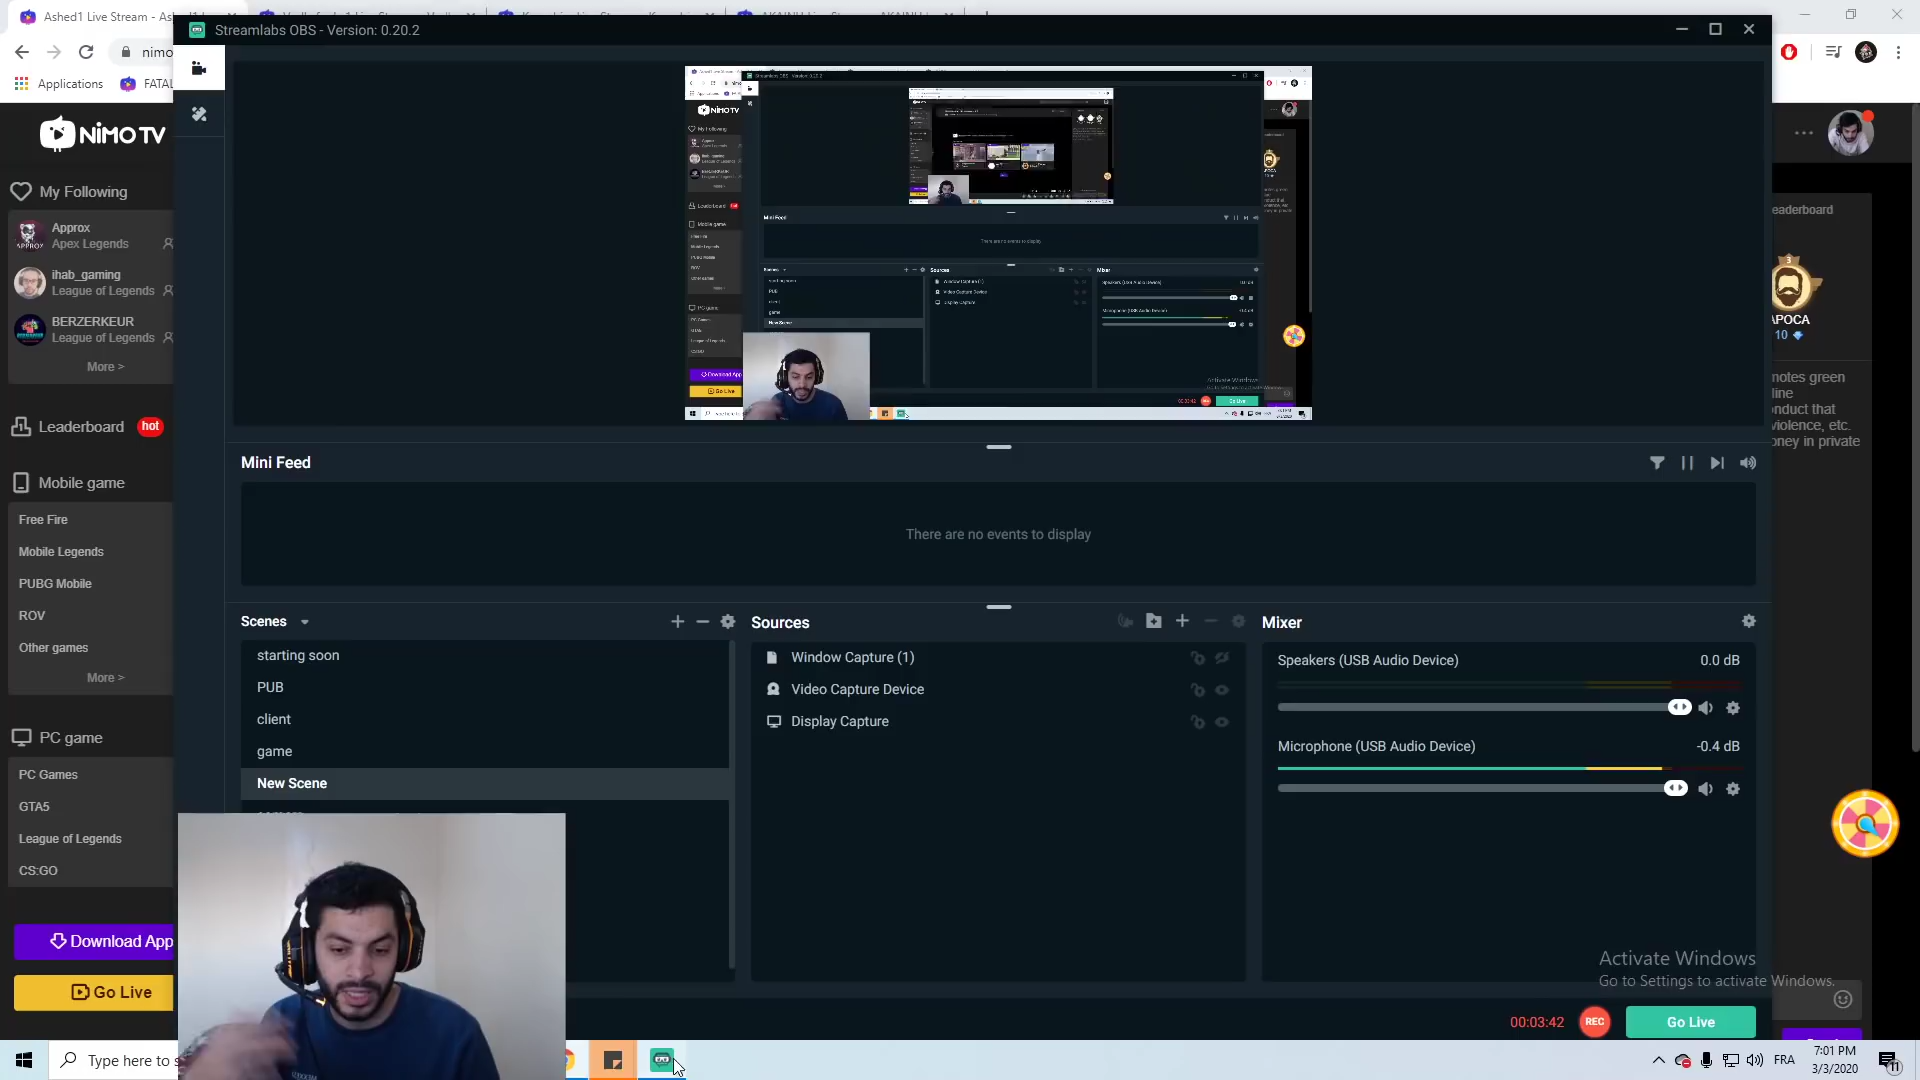 Ashed1 Live Stream - As
Streamlabs OBS - Version: 0.20.2
nimo
Applications
FATAL
NiMO TV
My Following
Approx
Apex Legends
ihab_gaming
League of Legends
BERZERKEUR
League of Legends
More >
Leaderboard
hot
Mobile game
Free Fire
Mobile Legends
PUBG Mobile
ROV
Other games
More >
PC game
PC Games
GTA5
League of Legends
CS:GO
Download App
Go Live
Mini Feed
There are no events to display
Scenes
starting soon
PUB
client
game
New Scene
Sources
Window Capture (1)
Video Capture Device
Display Capture
Mixer
Speakers (USB Audio Device)
0.0 dB
Microphone (USB Audio Device)
-0.4 dB
Activate Windows
Go to Settings to activate Windows.
00:03:42
REC
Go Live
eaderboard
3
APOCA
10
notes green
line
onduct that
violence, etc.
oney in private
Type here to s
FRA
7:01 PM
3/3/2020
11